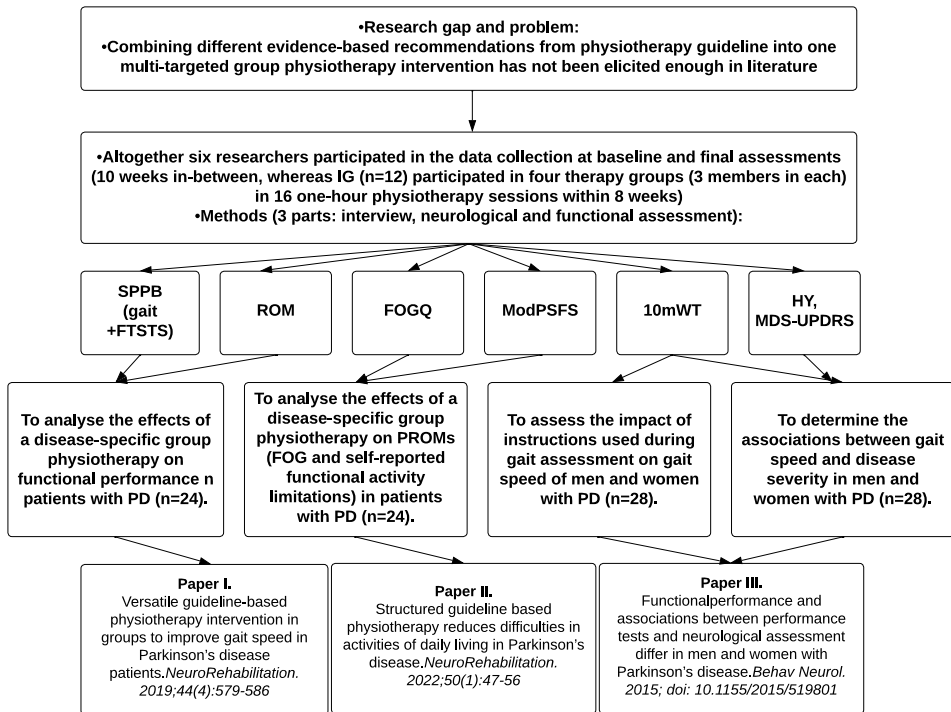 •Research gap and problem:
•Combining different evidence-based recommendations from physiotherapy guideline into one
multi-targeted group physiotherapy intervention has not been elicited enough in literature
•Altogether six researchers participated in the data collection at baseline and final assessments
(10 weeks in-between, whereas IG (n=12) participated in four therapy groups (3 members in each)
in 16 one-hour physiotherapy sessions within 8 weeks)
•Methods (3 parts: interview, neurological and functional assessment):
SPPB
(gait
+FTSTS)
ROM
FOGQ
ModPSFS
10mWT
HY,
MDS-UPDRS
To analyse the effects of
a disease-specific group
physiotherapy on
functional performance n
patients with PD (n=24).
To analyse the effects of a
disease-specific group
physiotherapy on PROMs
(FOG and self-reported
functional activity
limitations) in patients
with PD (n=24).
To assess the impact of
instructions used during
gait assessment on gait
speed of men and women
with PD (n=28).
To determine the
associations between gait
speed and disease
severity in men and
women with PD (n=28).
Paper I.
Versatile guideline-based
physiotherapy intervention in
groups to improve gait speed in
Parkinson's disease
patients.NeuroRehabilitation.
2019;44(4):579-586
Paper II.
Structured guideline based
physiotherapy reduces difficulties in
activities of daily living in Parkinson's
disease.NeuroRehabilitation.
2022;50(1):47-56
Paper III.
Functionalperformance and
associations between performance
tests and neurological assessment
differ in men and women with
Parkinson's disease.Behav Neurol.
2015; doi: 10.1155/2015/519801